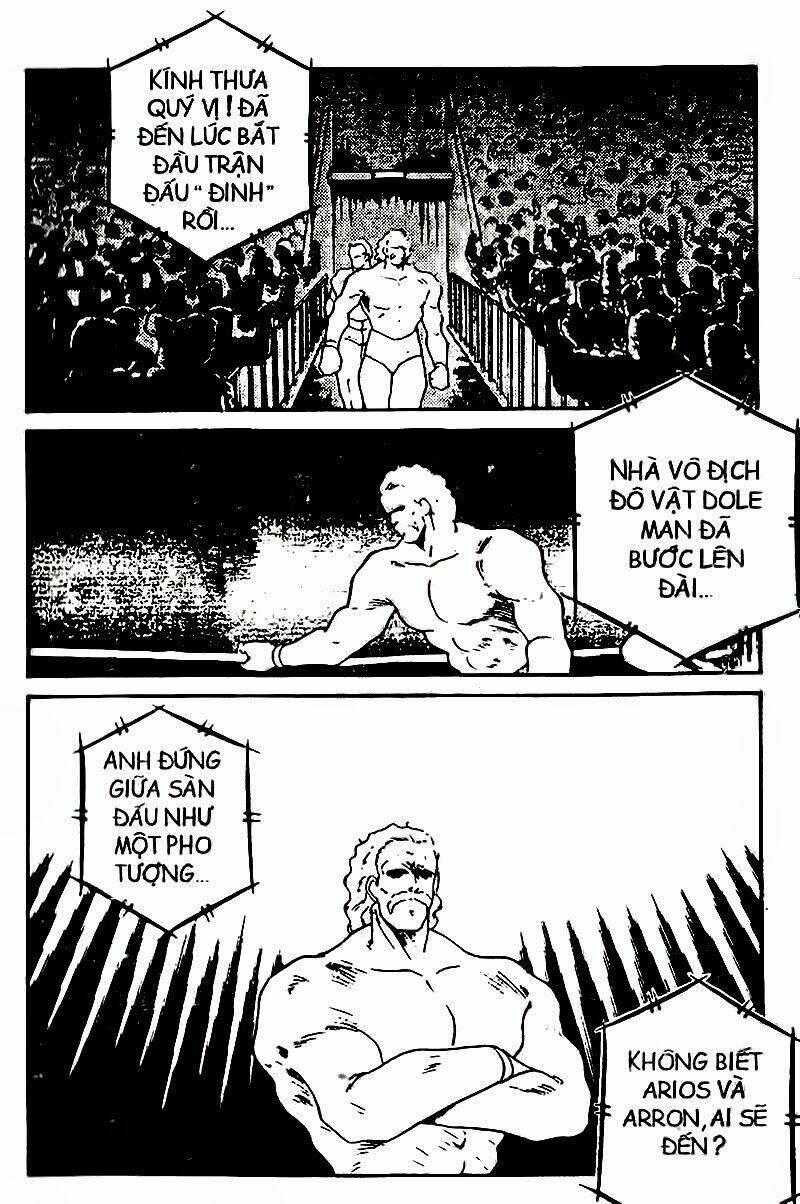 KÍNH THƯA
QUÝ VỊ! ĐÃ
ĐẾN LÚC BẮT
ĐẦU TRẬN
ĐẤU "ĐINH"
RỒI...
NHÀ VÔ ĐỊCH
ĐÔ VẬT DOLE
MAN ĐÃ
BƯỚC LÊN
ĐÀI...
ANH ĐỨNG
GIỮA SÀN
ĐẤU NHƯ
MỘT PHO
TƯỢNG...
KHÔNG BIẾT
ARIOS VÀ
ARRON, AI SẼ
ĐẾN?